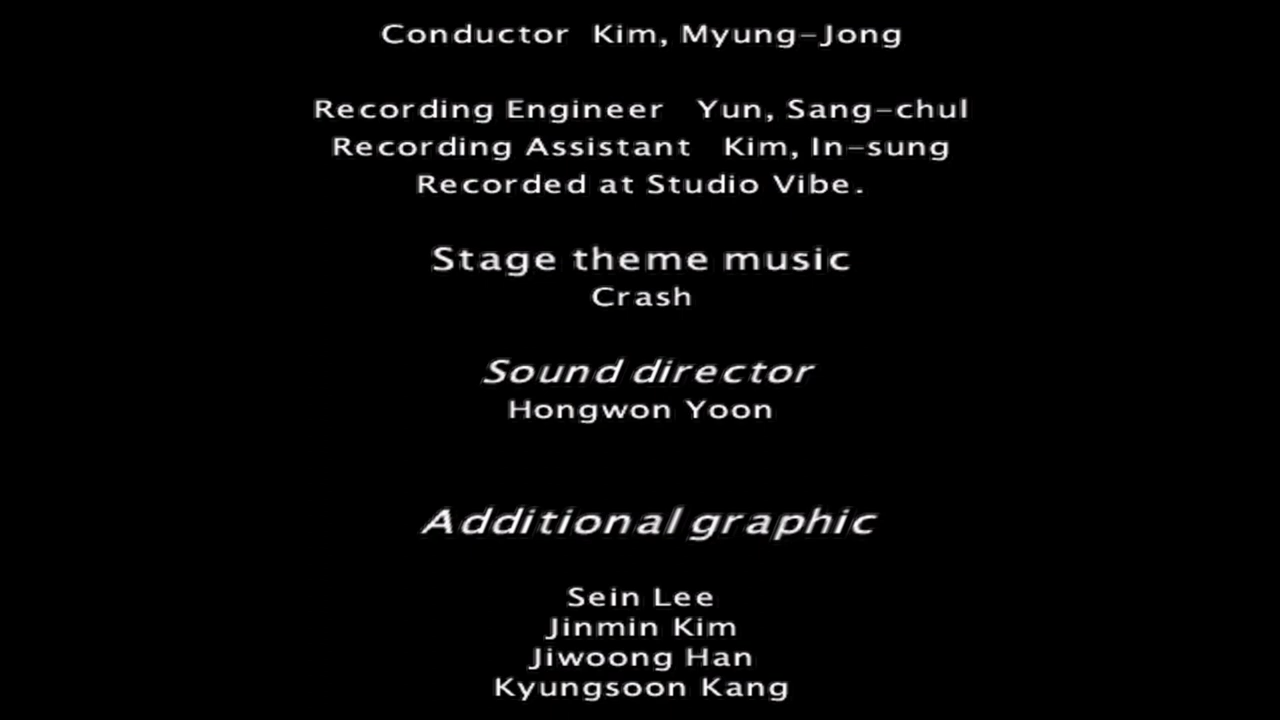 Conductor Kim, Myung-Jong
Recording Engineer Yun, Sang-chul
Recording Assistant Kim, In-sung
Recorded at Studio Vibe.
Stage theme music
Crash
Sound director
Hongwon Yoon
Additional graphic
Sein Lee
Jinmin Kim
Jiwoong Han
Kyungsoon Kang